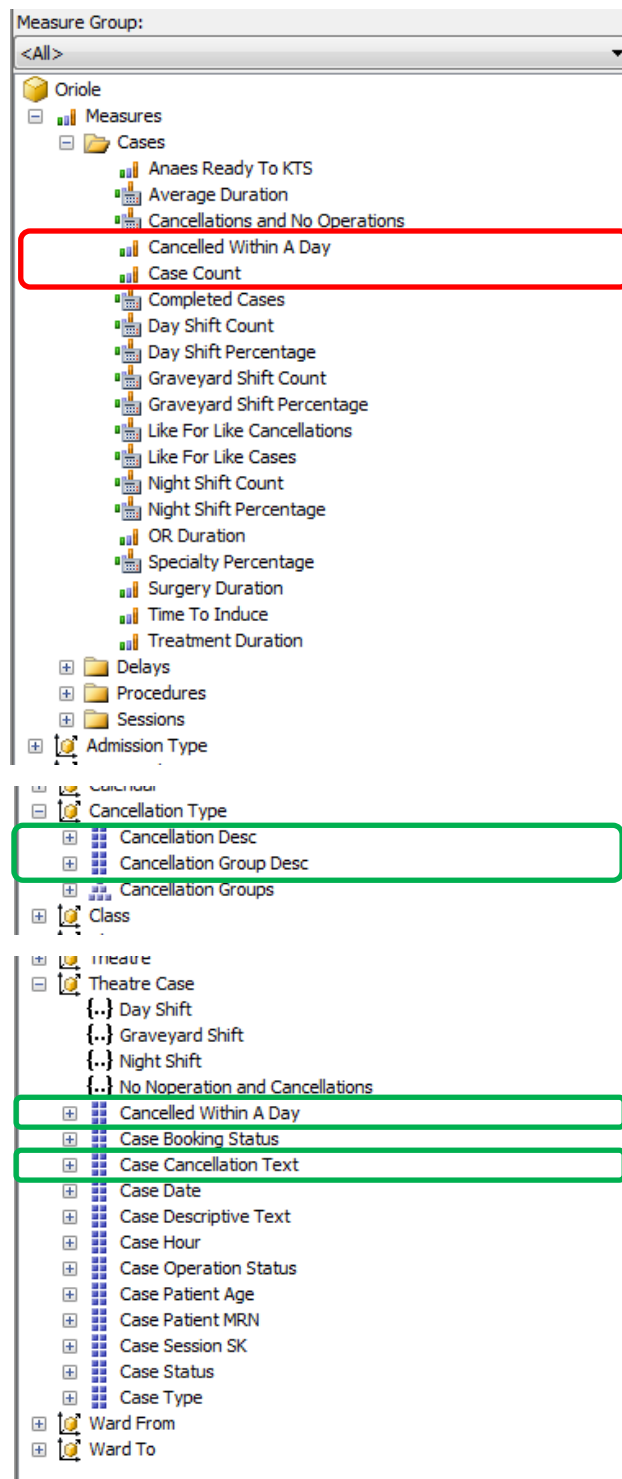 Measure Group:
<All>
Oriole
Measures
Cases
Anaes Ready To KTS
Average Duration
Cancellations and No Operations
Cancelled Within A Day
Case Count
Completed Cases
Day Shift Count
Day Shift Percentage
Graveyard Shift Count
Graveyard Shift Percentage
Like For Like Cancellations
Like For Like Cases
Night Shift Count
Night Shift Percentage
OR Duration
Specialty Percentage
Surgery Duration
Time To Induce
Treatment Duration
Delays
Procedures
Sessions
Admission Type
Calendar
Cancellation Type
Cancellation Desc
Cancellation Group Desc
Cancellation Groups
Class
Theatre
Theatre Case
{..} Day Shift
{..} Graveyard Shift
{..} Night Shift
{..} No Noperation and Cancellations
Cancelled Within A Day
Case Booking Status
Case Cancellation Text
Case Date
Case Descriptive Text
Case Hour
Case Operation Status
Case Patient Age
Case Patient MRN
Case Session SK
Case Status
Case Type
Ward From
Ward To